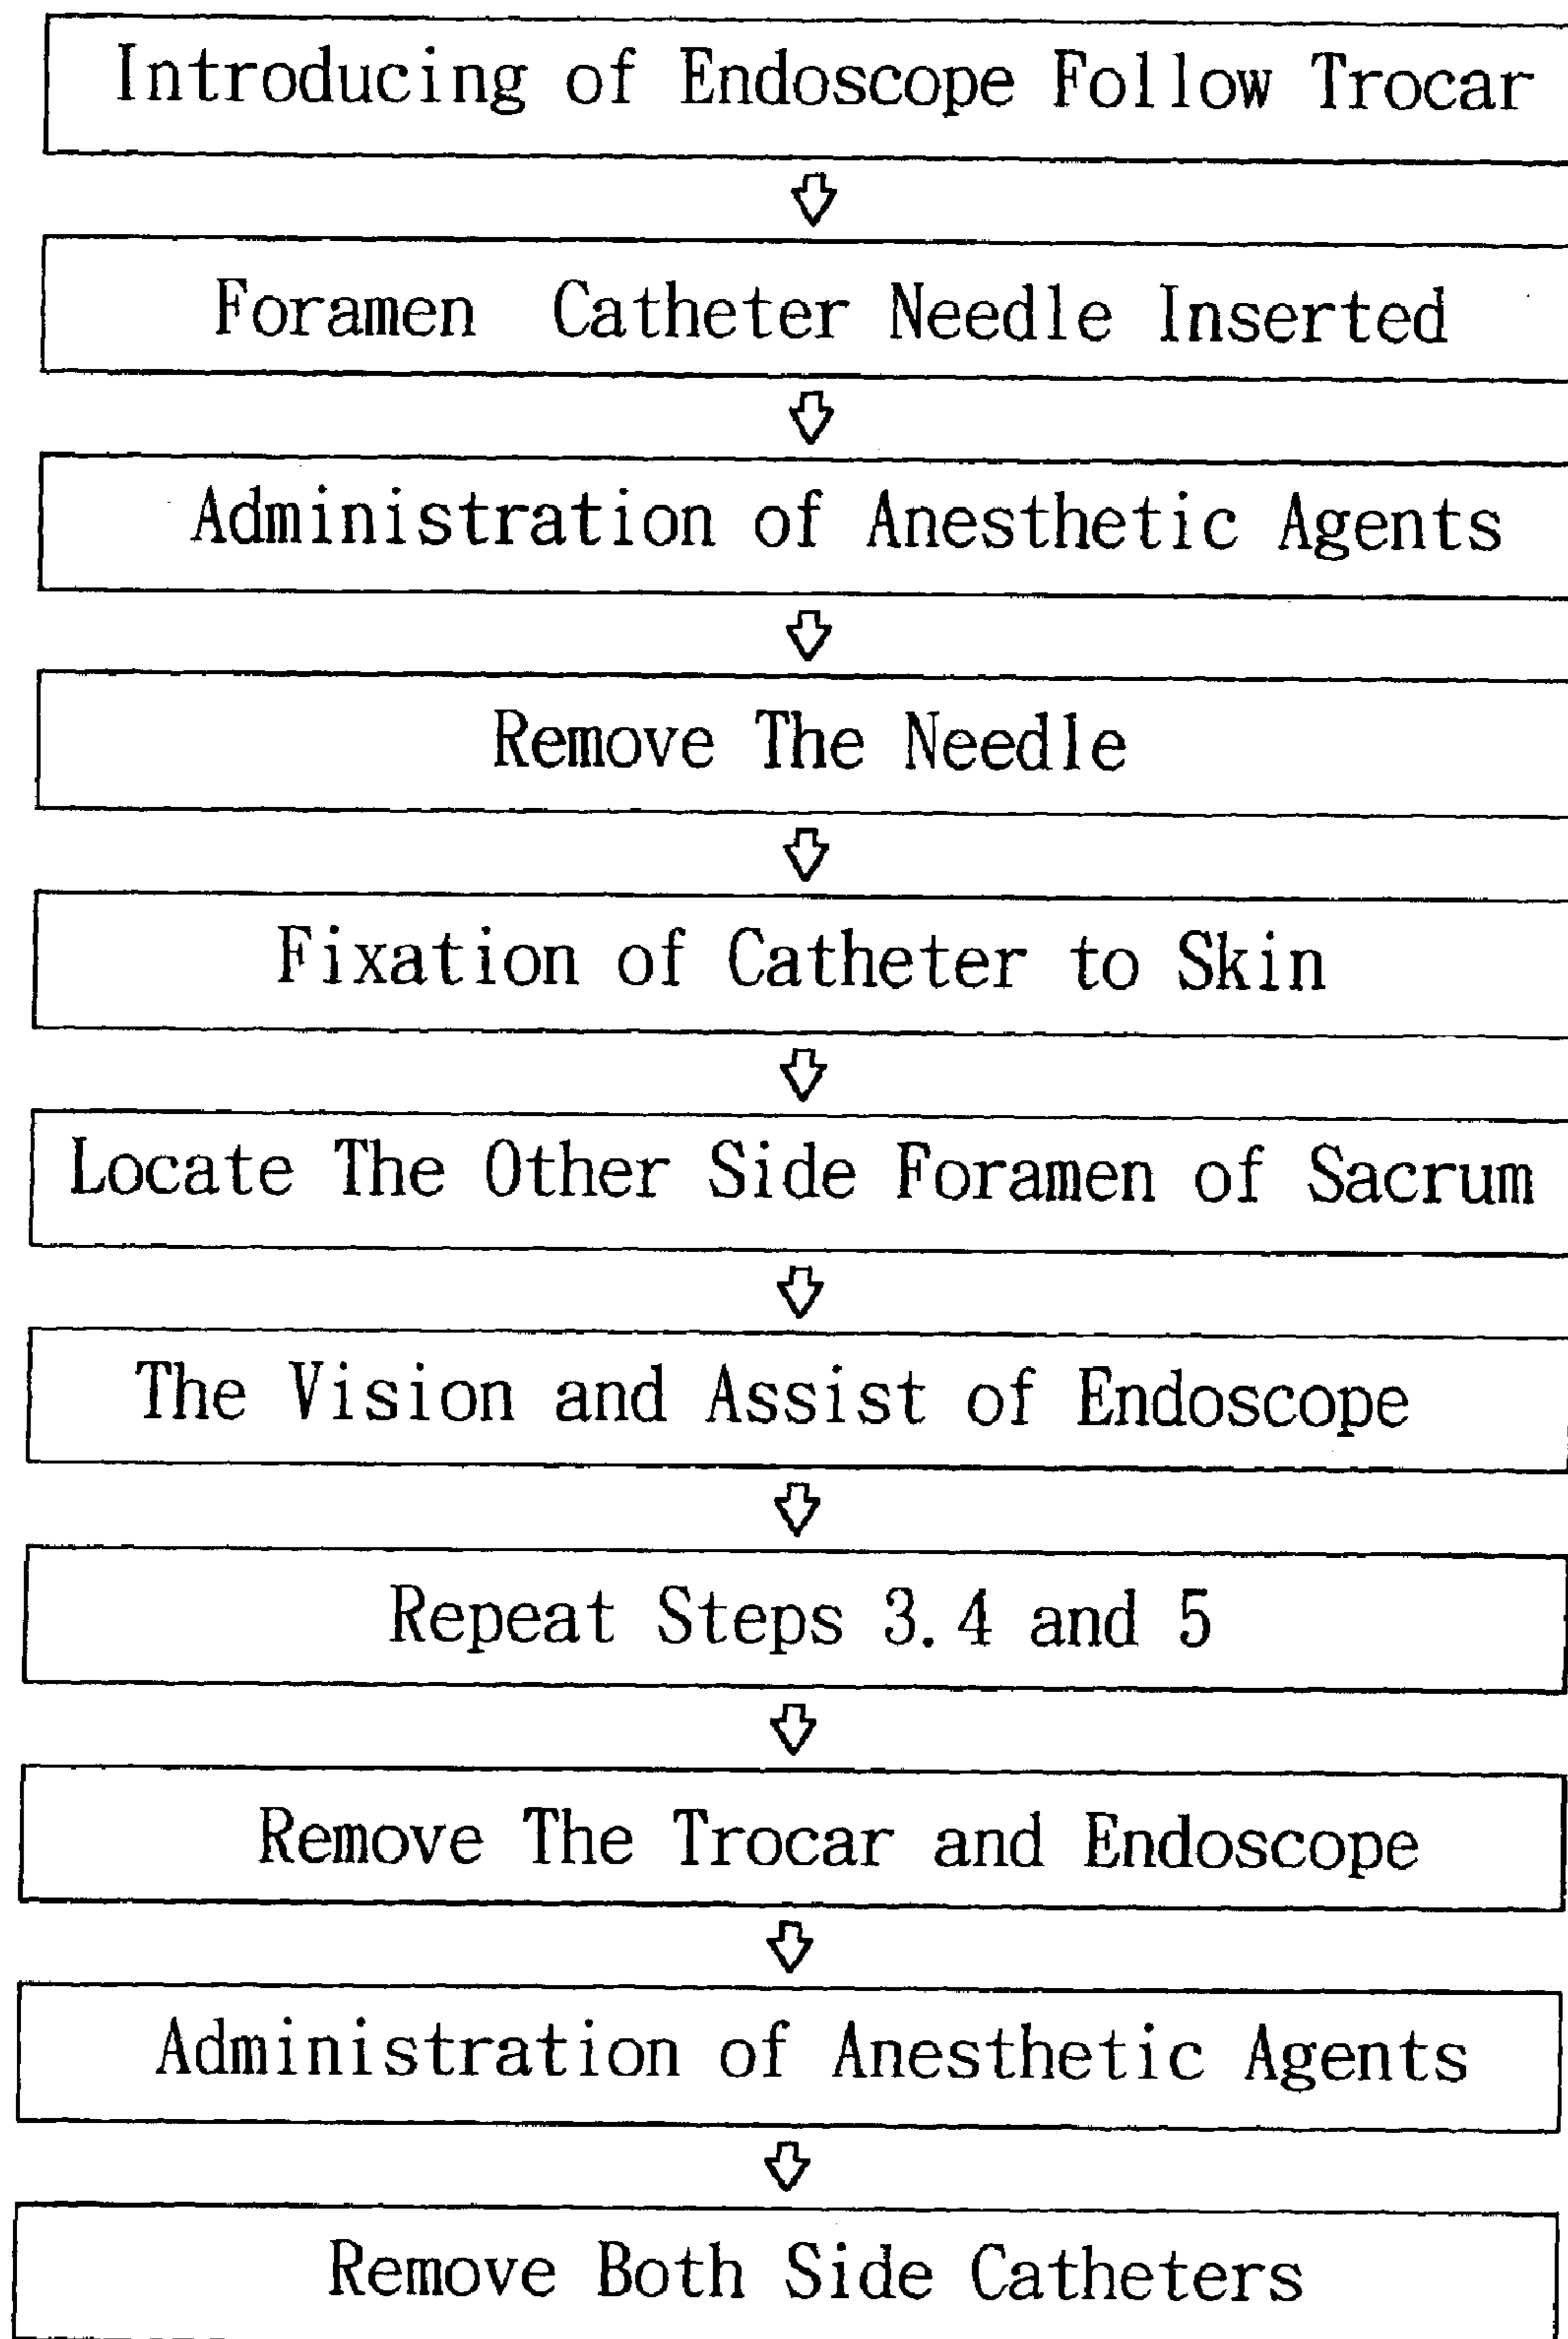 Introducing of Endoscope Follow Trocar
Foramen Catheter Needle Inserted
Administration of Anesthetic Agents
Remove The Needle
Fixation of Catheter to Skin
Locate The Other Side Foramen of Sacrum
The Vision and Assist of Endoscope
Repeat Steps 3.4 and 5
Remove The Trocar and Endoscope
Administration of Anesthetic Agents
Remove Both Side Catheters